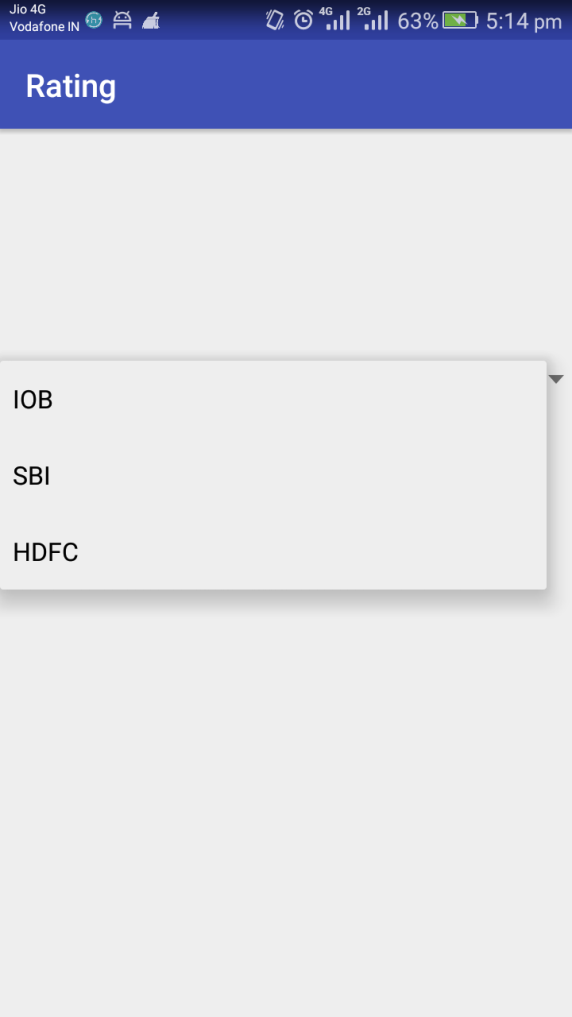 Jio 4G
Vodafone IN
4G 2G 63% 5:14 pm
Rating
IOB
SBI
HDFC